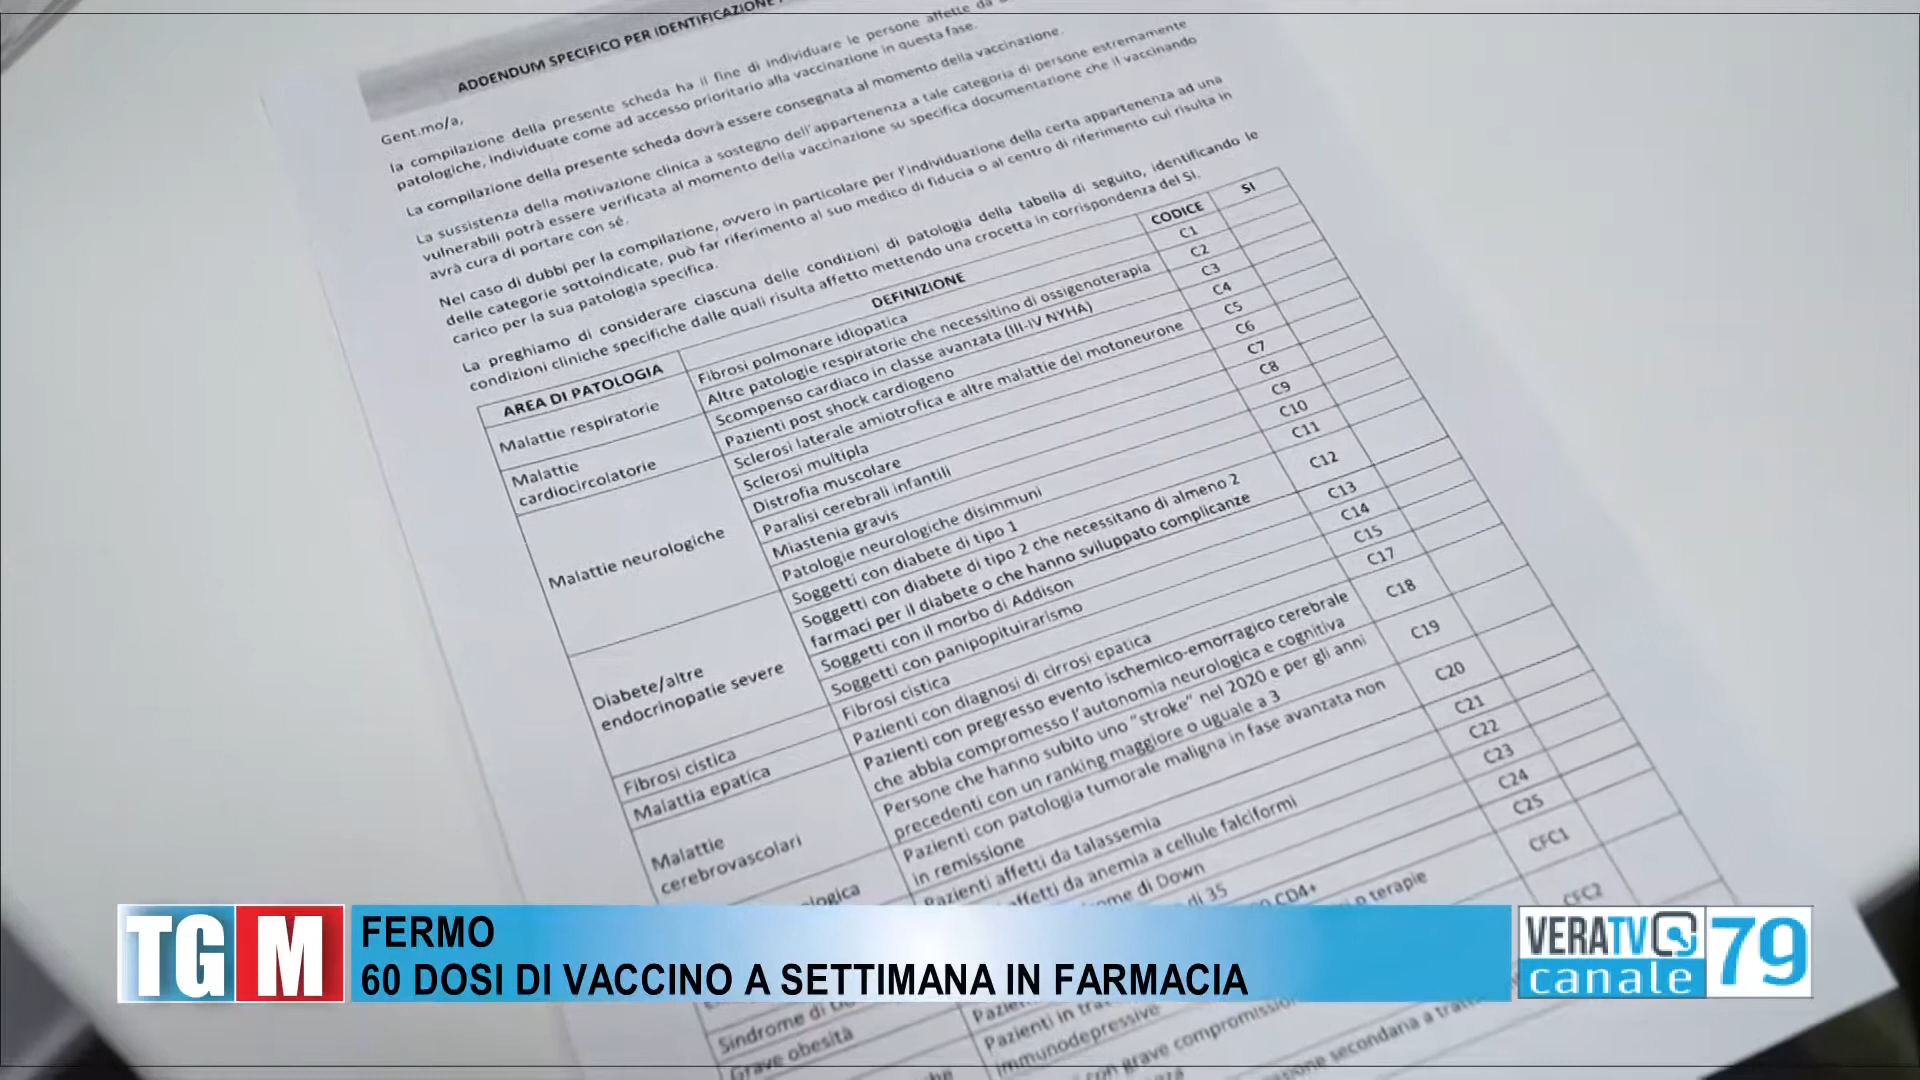 ADDENDUM SPECIFICO PER IDENTIFICAZIONE
Gent.mo/a,
la compilazione della presente scheda ha il fine di individuare le persone affette da
patologiche, individuate come ad accesso prioritario alla vaccinazione in questa fase.
La compilazione della presente scheda dovrà essere consegnata al momento della vaccinazione.
La sussistenza della motivazione clinica a sostegno dell'appartenenza a tale categoria di persone estremamente
vulnerabili potrà essere verificata al momento della vaccinazione su specifica documentazione che il vaccinando
avrà cura di portare con sé.
Nel caso di dubbi per la compilazione, ovvero in particolare per l'individuazione della certa appartenenza ad una
delle categorie sottoindicate, può far riferimento al suo medico di fiducia o al centro di riferimento cui risulta in
carico per la sua patologia specifica.
La preghiamo di considerare ciascuna delle condizioni di patologia della tabella di seguito, identificando le
condizioni cliniche specifiche dalle quali risulta affetto mettendo una crocetta in corrispondenza del SI.
AREA DI PATOLOGIA DEFINIZIONE CODICE SI
Malattie respiratorie
Fibrosi polmonare idiopatica C1
Altre patologie respiratorie che necessitino di ossigenoterapia C2
Malattie
cardiocircolatorie
Scompenso cardiaco in classe avanzata (III-IV NYHA) C3
Pazienti post shock cardiogeno C4
Malattie neurologiche
Sclerosi laterale amiotrofica e altre malattie del motoneurone C5
Sclerosi multipla C6
Distrofia muscolare C7
Paralisi cerebrali infantili C8
Miastenia gravis C9
Patologie neurologiche disimmuni C10
Diabete/altre
endocrinopatie severe
Soggetti con diabete di tipo 1 C11
Soggetti con diabete di tipo 2 che necessitano di almeno 2
farmaci per il diabete o che hanno sviluppato complicanze C12
Soggetti con il morbo di Addison C13
Soggetti con panipopituirarismo C14
Fibrosi cistica Fibrosi cistica C15
Malattia epatica Pazienti con diagnosi di cirrosi epatica C17
Malattie
cerebrovascolari
Pazienti con pregresso evento ischemico-emorragico cerebrale
che abbia compromesso l'autonomia neurologica e cognitiva C18
Persone che hanno subito uno "stroke" nel 2020 e per gli anni
precedenti con un ranking maggiore o uguale a 3 C19
Pazienti con patologia tumorale maligna in fase avanzata non
in remissione C20
Pazienti affetti da talassemia C21
affetti da anemia a cellule falciformi C22
di Down C23
di 35 C24
CD4+ C25
terapie CFC1
CFC2
FERMO
60 DOSI DI VACCINO A SETTIMANA IN FARMACIA
TGM
VERATV
canale 79
Sindrome di
Grave obesità
Pazienti in
immunodepressive
con grave compromissione
secondaria a